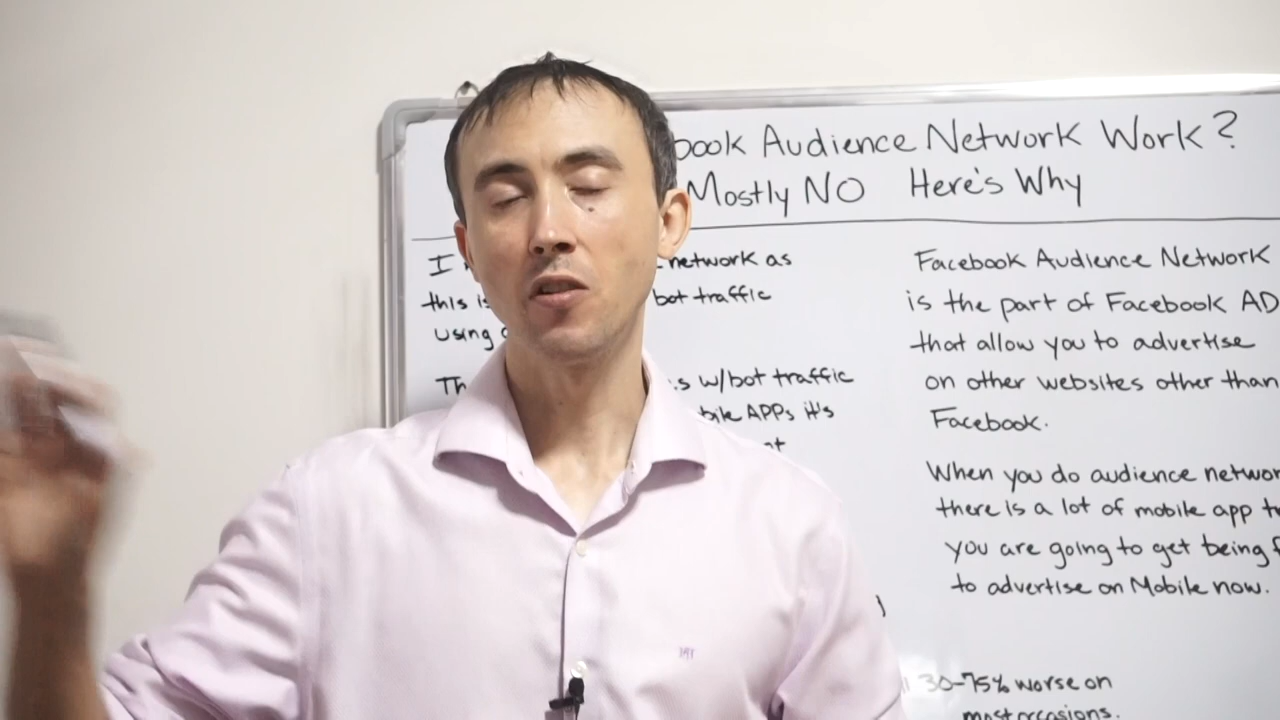 book Audience Network Work?
Mostly NO Here's Why
I network as
this is bot traffic
using
w/bot traffic
APPs it's
Facebook Audience Network
is the part of Facebook AD
that allow you to advertise
on other websites other than
Facebook.
When you do audience networ
there is a lot of mobile app
you are going to get being
to advertise on Mobile now.
30-75% worse on
most occasions.